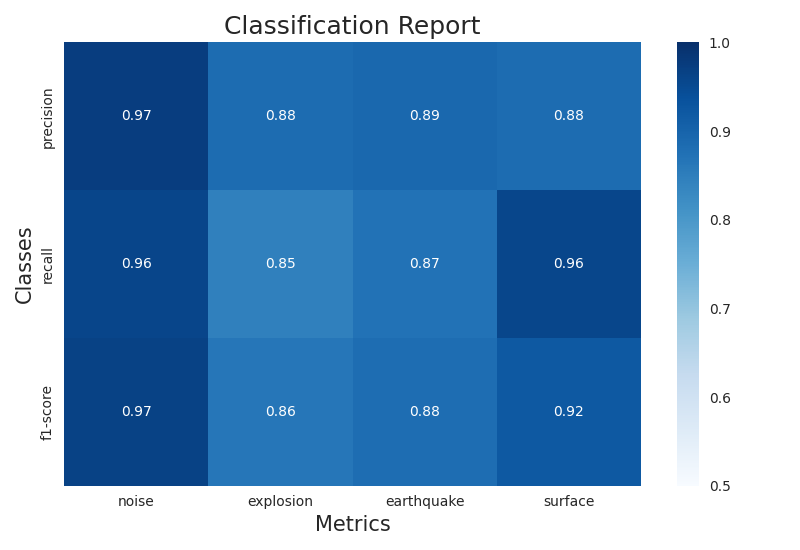 Classification Report
Classes
precision
0.97 0.88 0.89 0.88
recall
0.96 0.85 0.87 0.96
f1-score
0.97 0.86 0.88 0.92
noise explosion earthquake surface
Metrics
1.0
0.9
0.8
0.7
0.6
0.5